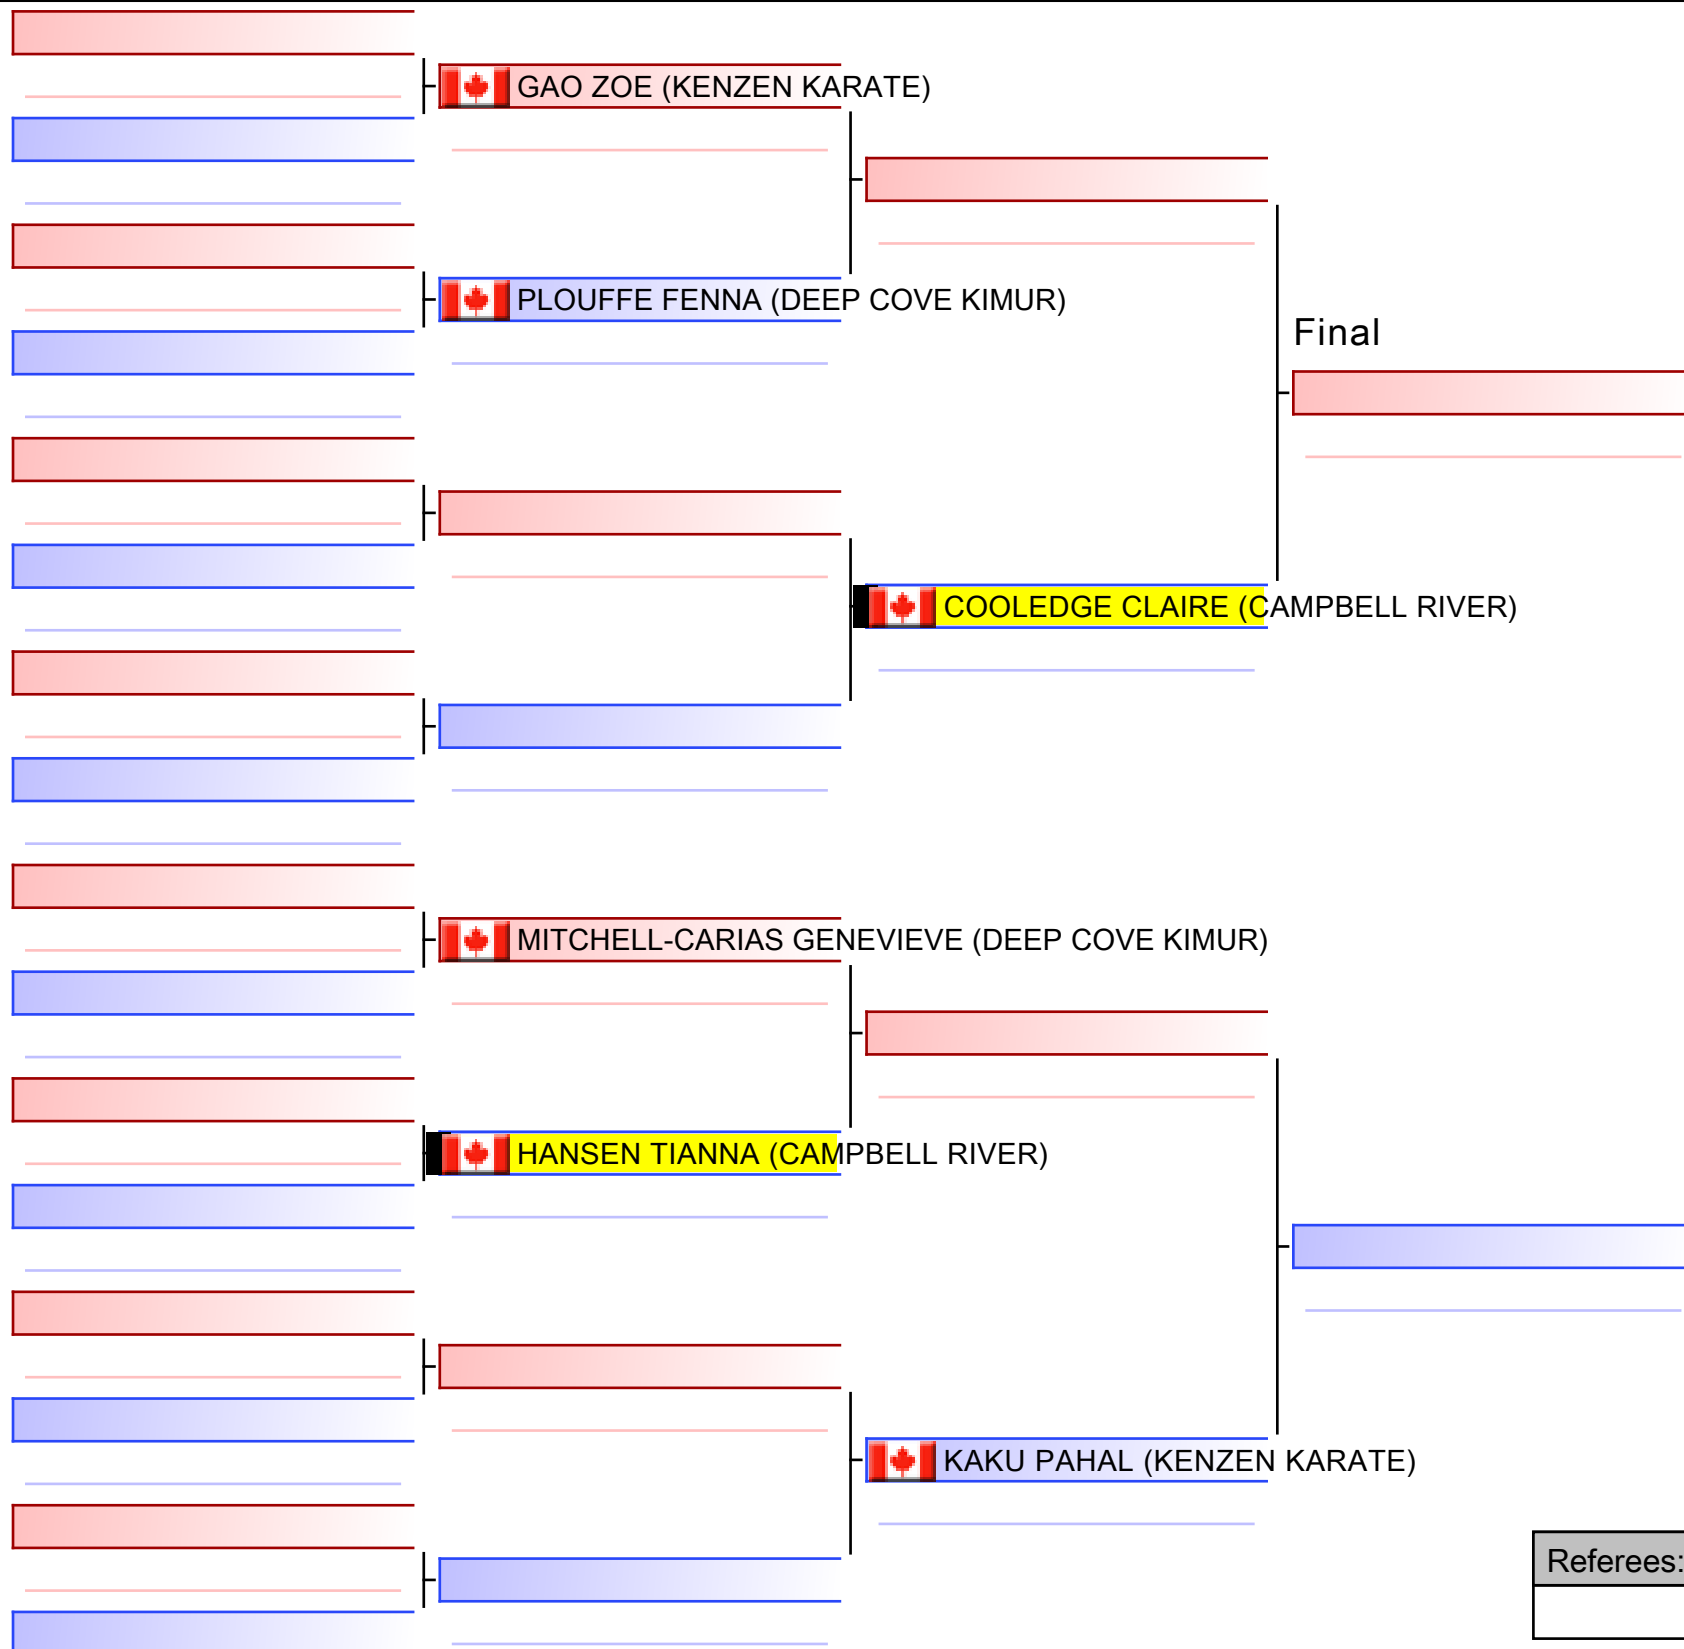 GAO ZOE (KENZEN KARATE)
PLOUFFE FENNA (DEEP COVE KIMUR)
Final
COOLEDGE CLAIRE (CAMPBELL RIVER)
MITCHELL-CARIAS GENEVIEVE (DEEP COVE KIMUR)
HANSEN TIANNA (CAMPBELL RIVER)
KAKU PAHAL (KENZEN KARATE)
Referees: